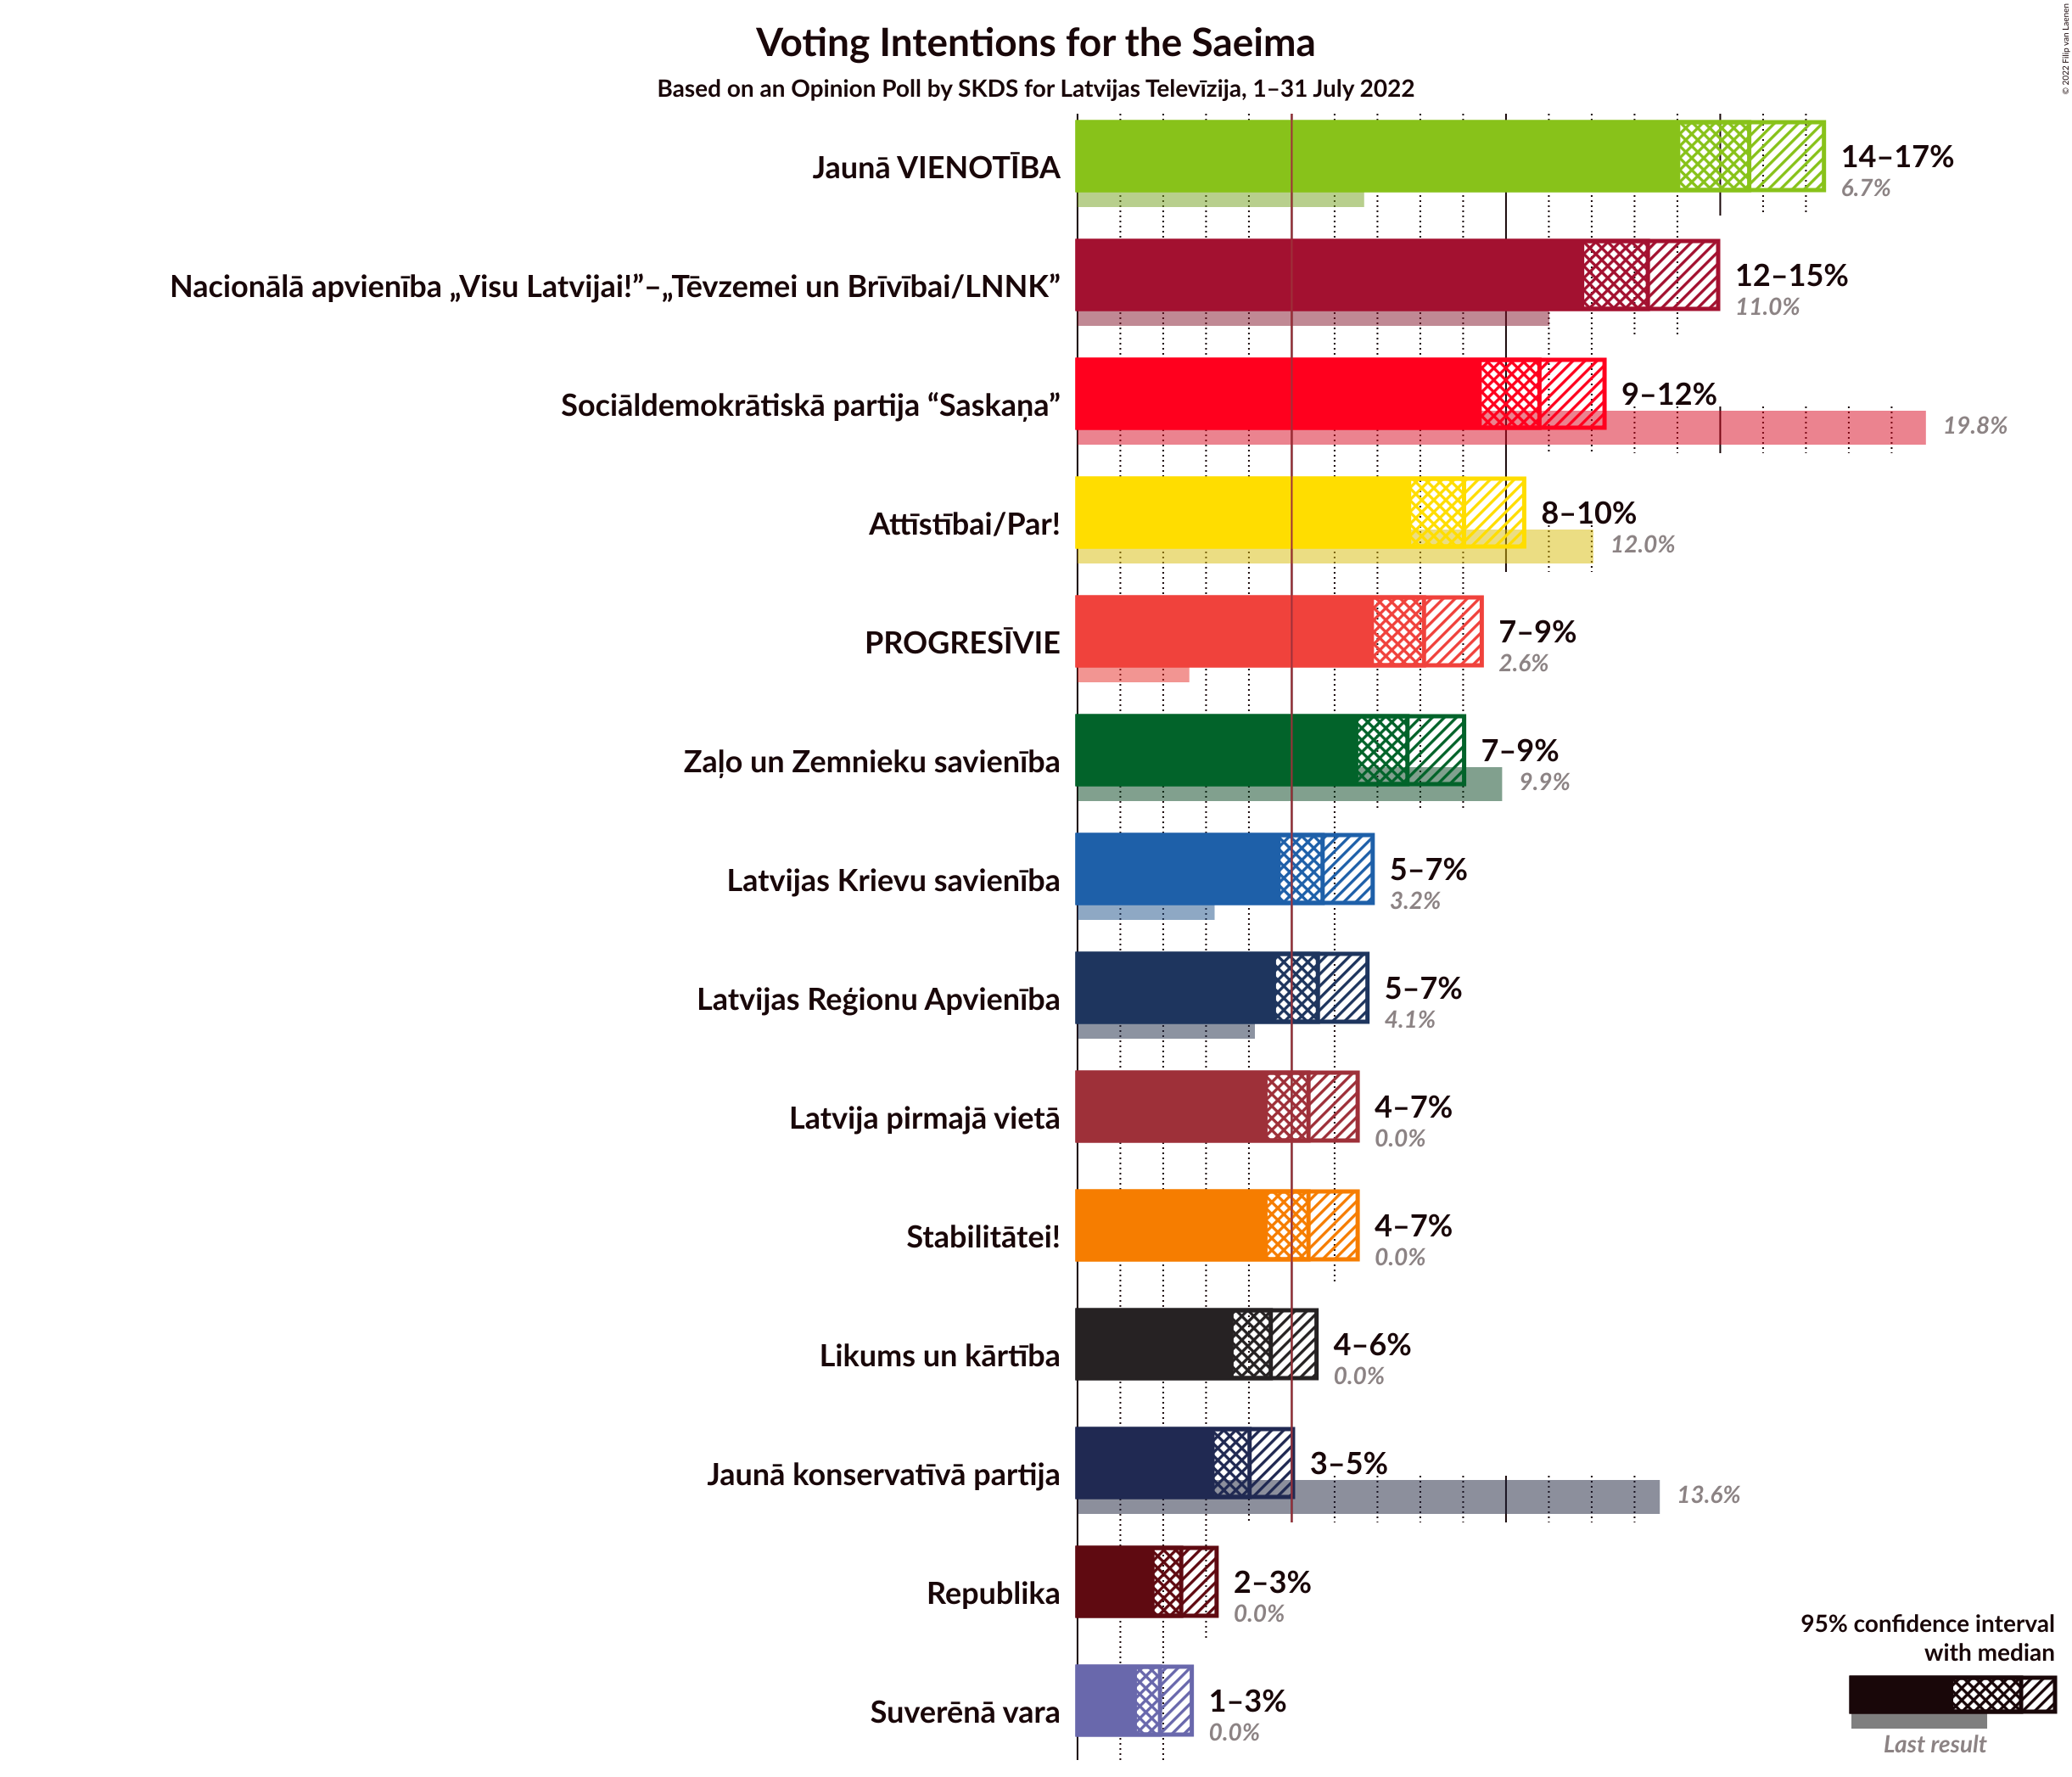 Voting Intentions for the Saeima
Based on an Opinion Poll by SKDS for Latvijas Televīzija, 1–31 July 2022
© 2022 Filip van Laenen
Jaunā VIENOTĪBA
14–17%
6.7%
Nacionālā apvienība „Visu Latvijai!”–„Tēvzemei un Brīvībai/LNNK”
12–15%
11.0%
Sociāldemokrātiskā partija “Saskaņa”
9–12%
19.8%
Attīstībai/Par!
8–10%
12.0%
PROGRESĪVIE
7–9%
2.6%
Zaļo un Zemnieku savienība
7–9%
9.9%
Latvijas Krievu savienība
5–7%
3.2%
Latvijas Reģionu Apvienība
5–7%
4.1%
Latvija pirmajā vietā
4–7%
0.0%
Stabilitātei!
4–7%
0.0%
Likums un kārtība
4–6%
0.0%
Jaunā konservatīvā partija
3–5%
13.6%
Republika
2–3%
0.0%
Suverēnā vara
1–3%
0.0%
95% confidence interval
with median
Last result